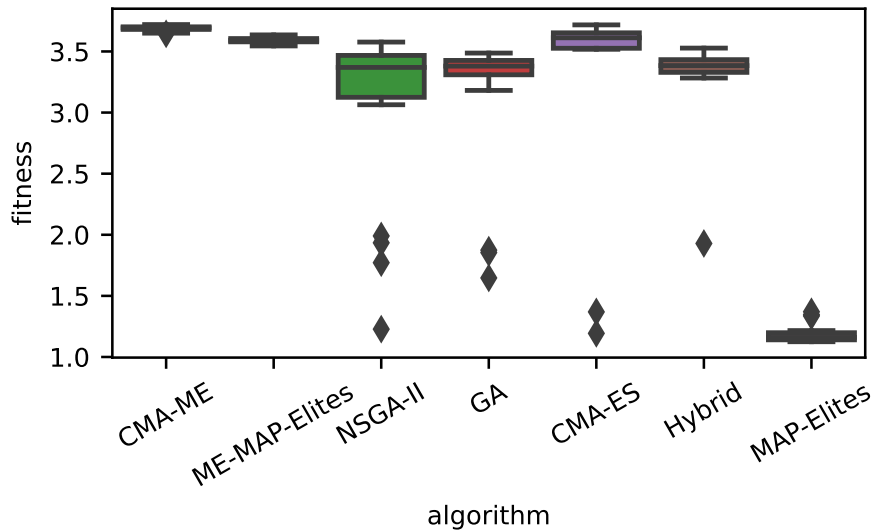 fitness
3.5
3.0
2.5
2.0
1.5
1.0
CMA-ME
ME-MAP-Elites
NSGA-II
GA
CMA-ES
Hybrid
MAP-Elites
algorithm